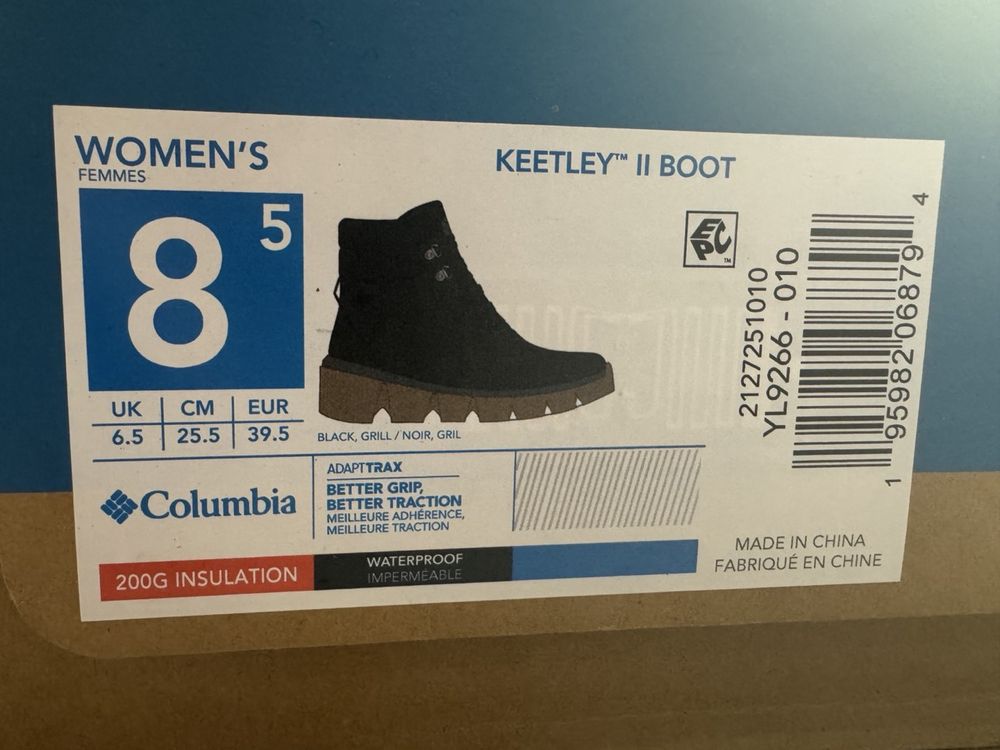 WOMEN'S
FEMMES
8 5
UK CM EUR
6.5 25.5 39.5
KEETLEY™ II BOOT
EPC™
BLACK, GRILL / NOIR, GRIL
Columbia
ADAPTTRAX
BETTER GRIP,
BETTER TRACTION
MEILLEURE ADHÉRENCE,
MEILLEURE TRACTION
200G INSULATION
WATERPROOF
IMPERMÉABLE
2127251010
YL9266 - 010
1 95982 06879 4
MADE IN CHINA
FABRIQUÉ EN CHINE